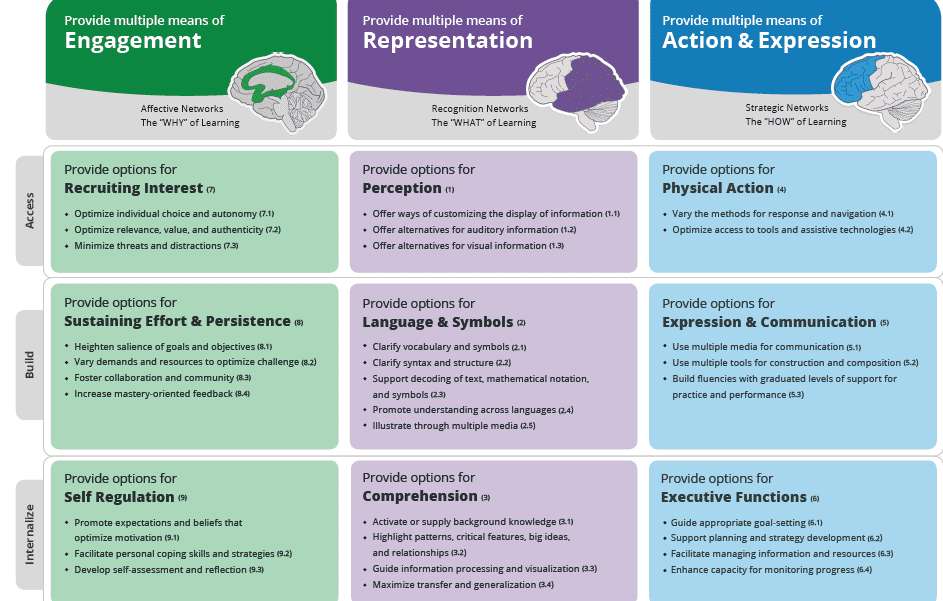 Provide multiple means of
Engagement
Affective Networks
The “WHY” of Learning
Provide multiple means of
Representation
Recognition Networks
The “WHAT” of Learning
Provide multiple means of
Action & Expression
Strategic Networks
The “HOW” of Learning
Access
Provide options for
Recruiting Interest (7)
• Optimize individual choice and autonomy (7.1)
• Optimize relevance, value, and authenticity (7.2)
• Minimize threats and distractions (7.3)
Provide options for
Perception (1)
• Offer ways of customizing the display of information (1.1)
• Offer alternatives for auditory information (1.2)
• Offer alternatives for visual information (1.3)
Provide options for
Physical Action (4)
• Vary the methods for response and navigation (4.1)
• Optimize access to tools and assistive technologies (4.2)
Build
Provide options for
Sustaining Effort & Persistence (8)
• Heighten salience of goals and objectives (8.1)
• Vary demands and resources to optimize challenge (8.2)
• Foster collaboration and community (8.3)
• Increase mastery-oriented feedback (8.4)
Provide options for
Language & Symbols (2)
• Clarify vocabulary and symbols (2.1)
• Clarify syntax and structure (2.2)
• Support decoding of text, mathematical notation,
and symbols (2.3)
• Promote understanding across languages (2.4)
• Illustrate through multiple media (2.5)
Provide options for
Expression & Communication (5)
• Use multiple media for communication (5.1)
• Use multiple tools for construction and composition (5.2)
• Build fluencies with graduated levels of support for
practice and performance (5.3)
Internalize
Provide options for
Self Regulation (9)
• Promote expectations and beliefs that
optimize motivation (9.1)
• Facilitate personal coping skills and strategies (9.2)
• Develop self-assessment and reflection (9.3)
Provide options for
Comprehension (3)
• Activate or supply background knowledge (3.1)
• Highlight patterns, critical features, big ideas,
and relationships (3.2)
• Guide information processing and visualization (3.3)
• Maximize transfer and generalization (3.4)
Provide options for
Executive Functions (6)
• Guide appropriate goal-setting (6.1)
• Support planning and strategy development (6.2)
• Facilitate managing information and resources (6.3)
• Enhance capacity for monitoring progress (6.4)